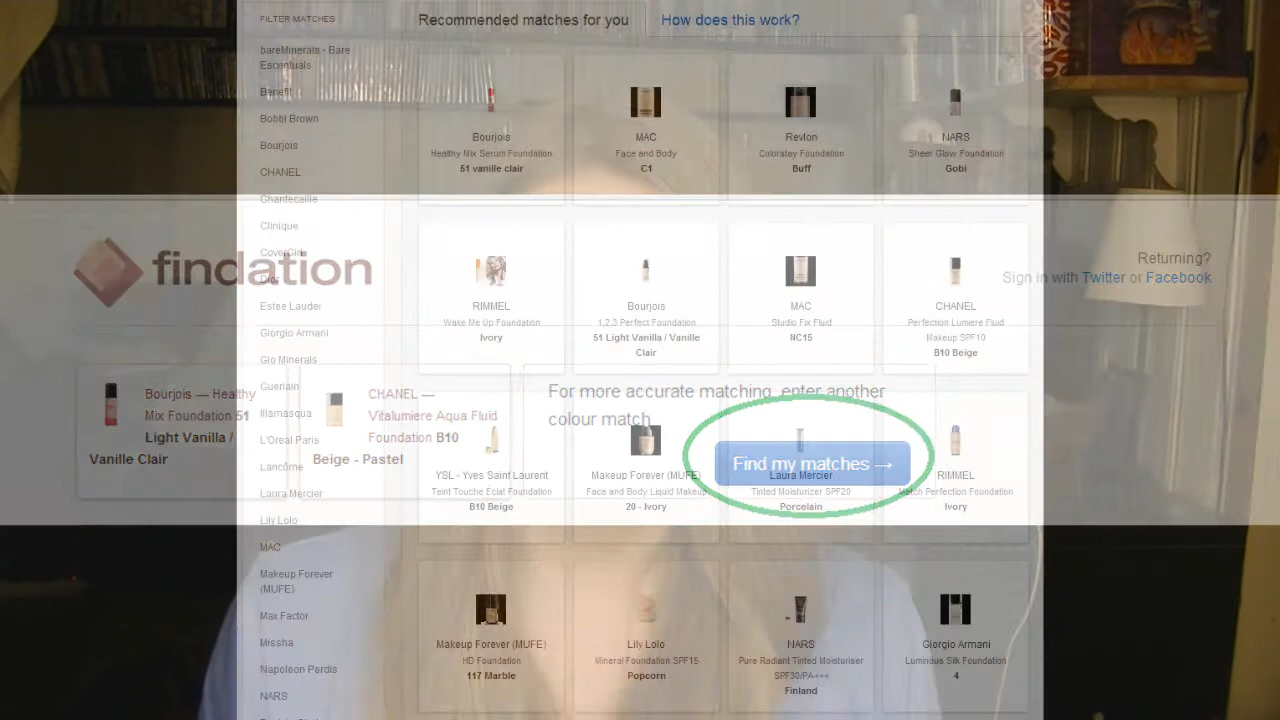 FILTER MATCHES
Recommended matches for you
How does this work?
bareMinerals - Bare
Escentuals
Benefit
Bobbi Brown
Bourjois
CHANEL
Chantecaille
Clinique
CoverGirl
Dior
Estee Lauder
Giorgio Armani
Glo Minerals
Guerlain
Illamasqua
L'Oreal Paris
Lancôme
Laura Mercier
Lily Lolo
MAC
Makeup Forever
(MUFE)
Max Factor
Missha
Napoleon Perdis
NARS
Bourjois
Healthy Mix Serum Foundation
51 vanille clair
MAC
Face and Body
C1
Revlon
Colorstay Foundation
Buff
NARS
Sheer Glow Foundation
Gobi
findation
Returning?
Sign in with Twitter or Facebook
RIMMEL
Wake Me Up Foundation
Ivory
Bourjois
1,2,3 Perfect Foundation
51 Light Vanilla / Vanille
Clair
MAC
Studio Fix Fluid
NC15
CHANEL
Perfection Lumiere Fluid
Makeup SPF10
B10 Beige
Bourjois — Healthy
Mix Foundation 51
Light Vanilla /
Vanille Clair
CHANEL —
Vitalumiere Aqua Fluid
Foundation B10
Beige - Pastel
For more accurate matching, enter another
colour match
Find my matches →
YSL - Yves Saint Laurent
Teint Touche Eclat Foundation
B10 Beige
Makeup Forever (MUFE)
Face and Body Liquid Makeup
20 - Ivory
Laura Mercier
Tinted Moisturizer SPF20
Porcelain
RIMMEL
Match Perfection Foundation
Ivory
Makeup Forever (MUFE)
HD Foundation
117 Marble
Lily Lolo
Mineral Foundation SPF15
Popcorn
NARS
Pure Radiant Tinted Moisturiser
SPF30/PA+++
Finland
Giorgio Armani
Luminous Silk Foundation
4